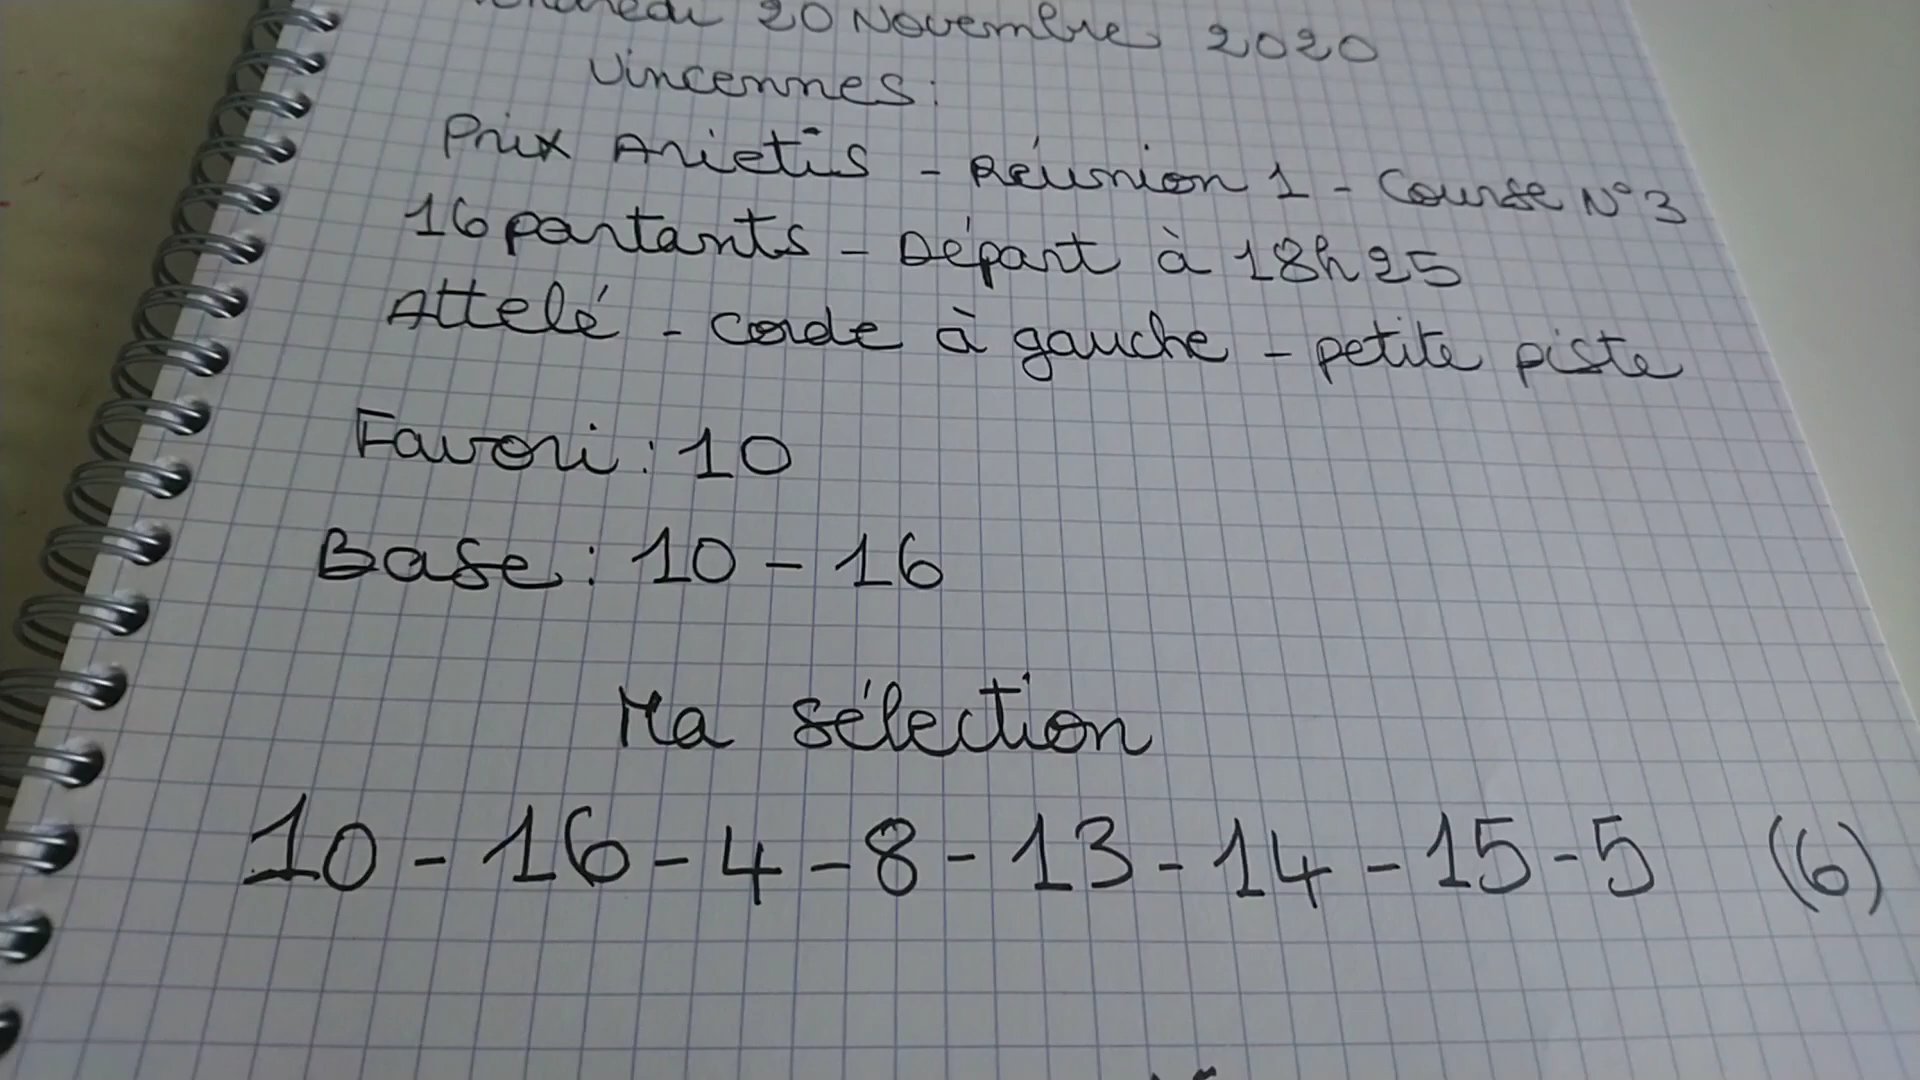 Vendredi 20 Novembre 2020
Vincennes:
Prix Arietis - Réunion 1 - Course N°3
16 partants - Départ à 18h25
Attelé - corde à gauche - petite piste
Favori : 10
Base : 10 - 16
Ma sélection
10 - 16 - 4 - 8 - 13 - 14 - 15 - 5 (6)